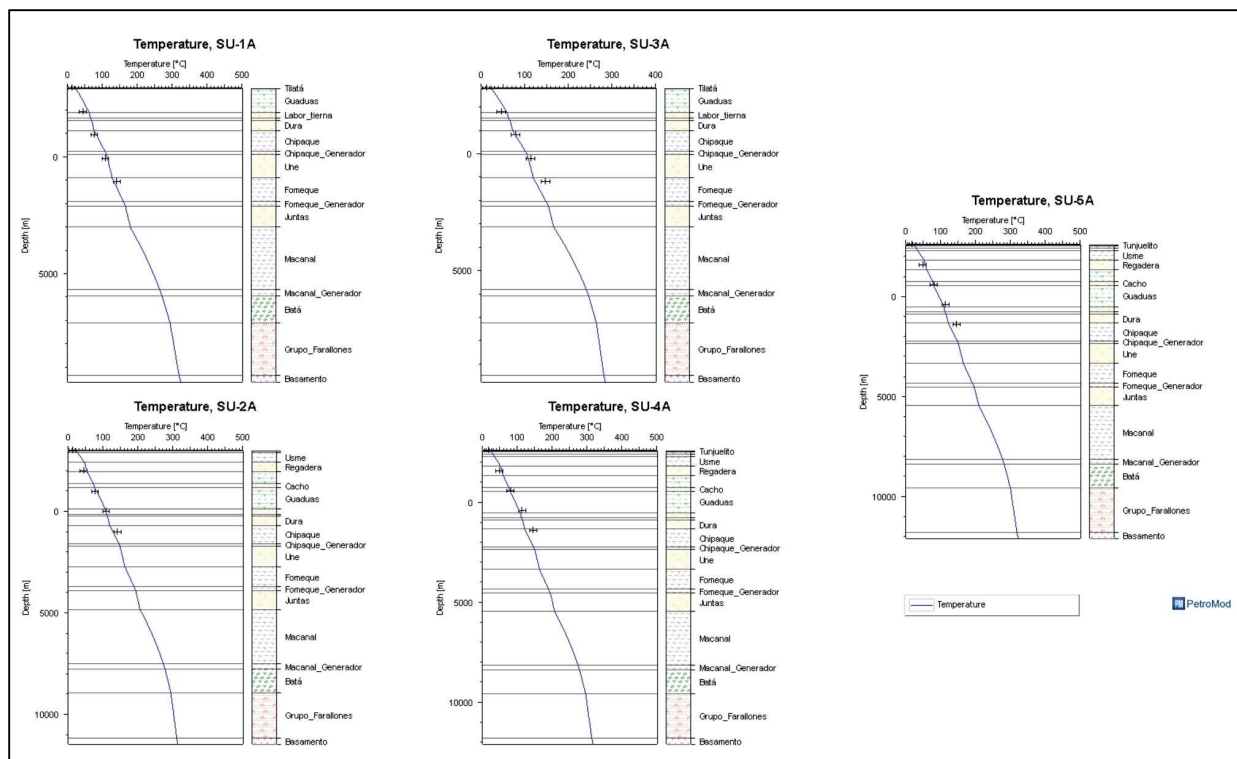 Temperature, SU-1A
Temperature [°C]
0 100 200 300 400 500
Depth [m]
0
5000
Tilatá
Guaduas
Labor_tierna
Dura
Chipaque
Chipaque_Generador
Une
Fomeque
Fomeque_Generador
Juntas
Macanal
Macanal_Generador
Batá
Grupo_Farallones
Basamento
Temperature, SU-3A
Temperature [°C]
0 100 200 300 400
Depth [m]
0
5000
Tilatá
Guaduas
Labor_tierna
Dura
Chipaque
Chipaque_Generador
Une
Fomeque
Fomeque_Generador
Juntas
Macanal
Macanal_Generador
Batá
Grupo_Farallones
Basamento
Temperature, SU-2A
Temperature [°C]
0 100 200 300 400 500
Depth [m]
0
5000
10000
Usme
Regadera
Cacho
Guaduas
Dura
Chipaque
Chipaque_Generador
Une
Fomeque
Fomeque_Generador
Juntas
Macanal
Macanal_Generador
Batá
Grupo_Farallones
Basamento
Temperature, SU-4A
Temperature [°C]
0 100 200 300 400 500
Depth [m]
0
5000
10000
Tunjuelito
Usme
Regadera
Cacho
Guaduas
Dura
Chipaque
Chipaque_Generador
Une
Fomeque
Fomeque_Generador
Juntas
Macanal
Macanal_Generador
Batá
Grupo_Farallones
Basamento
Temperature, SU-5A
Temperature [°C]
0 100 200 300 400 500
Depth [m]
0
5000
10000
Tunjuelito
Usme
Regadera
Cacho
Guaduas
Dura
Chipaque
Chipaque_Generador
Une
Fomeque
Fomeque_Generador
Juntas
Macanal
Macanal_Generador
Batá
Grupo_Farallones
Basamento
Temperature
PetroMod